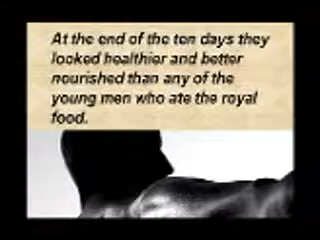 At the end of the ten days they
looked healthier and better
nourished than any of the
young men who ate the royal
food.